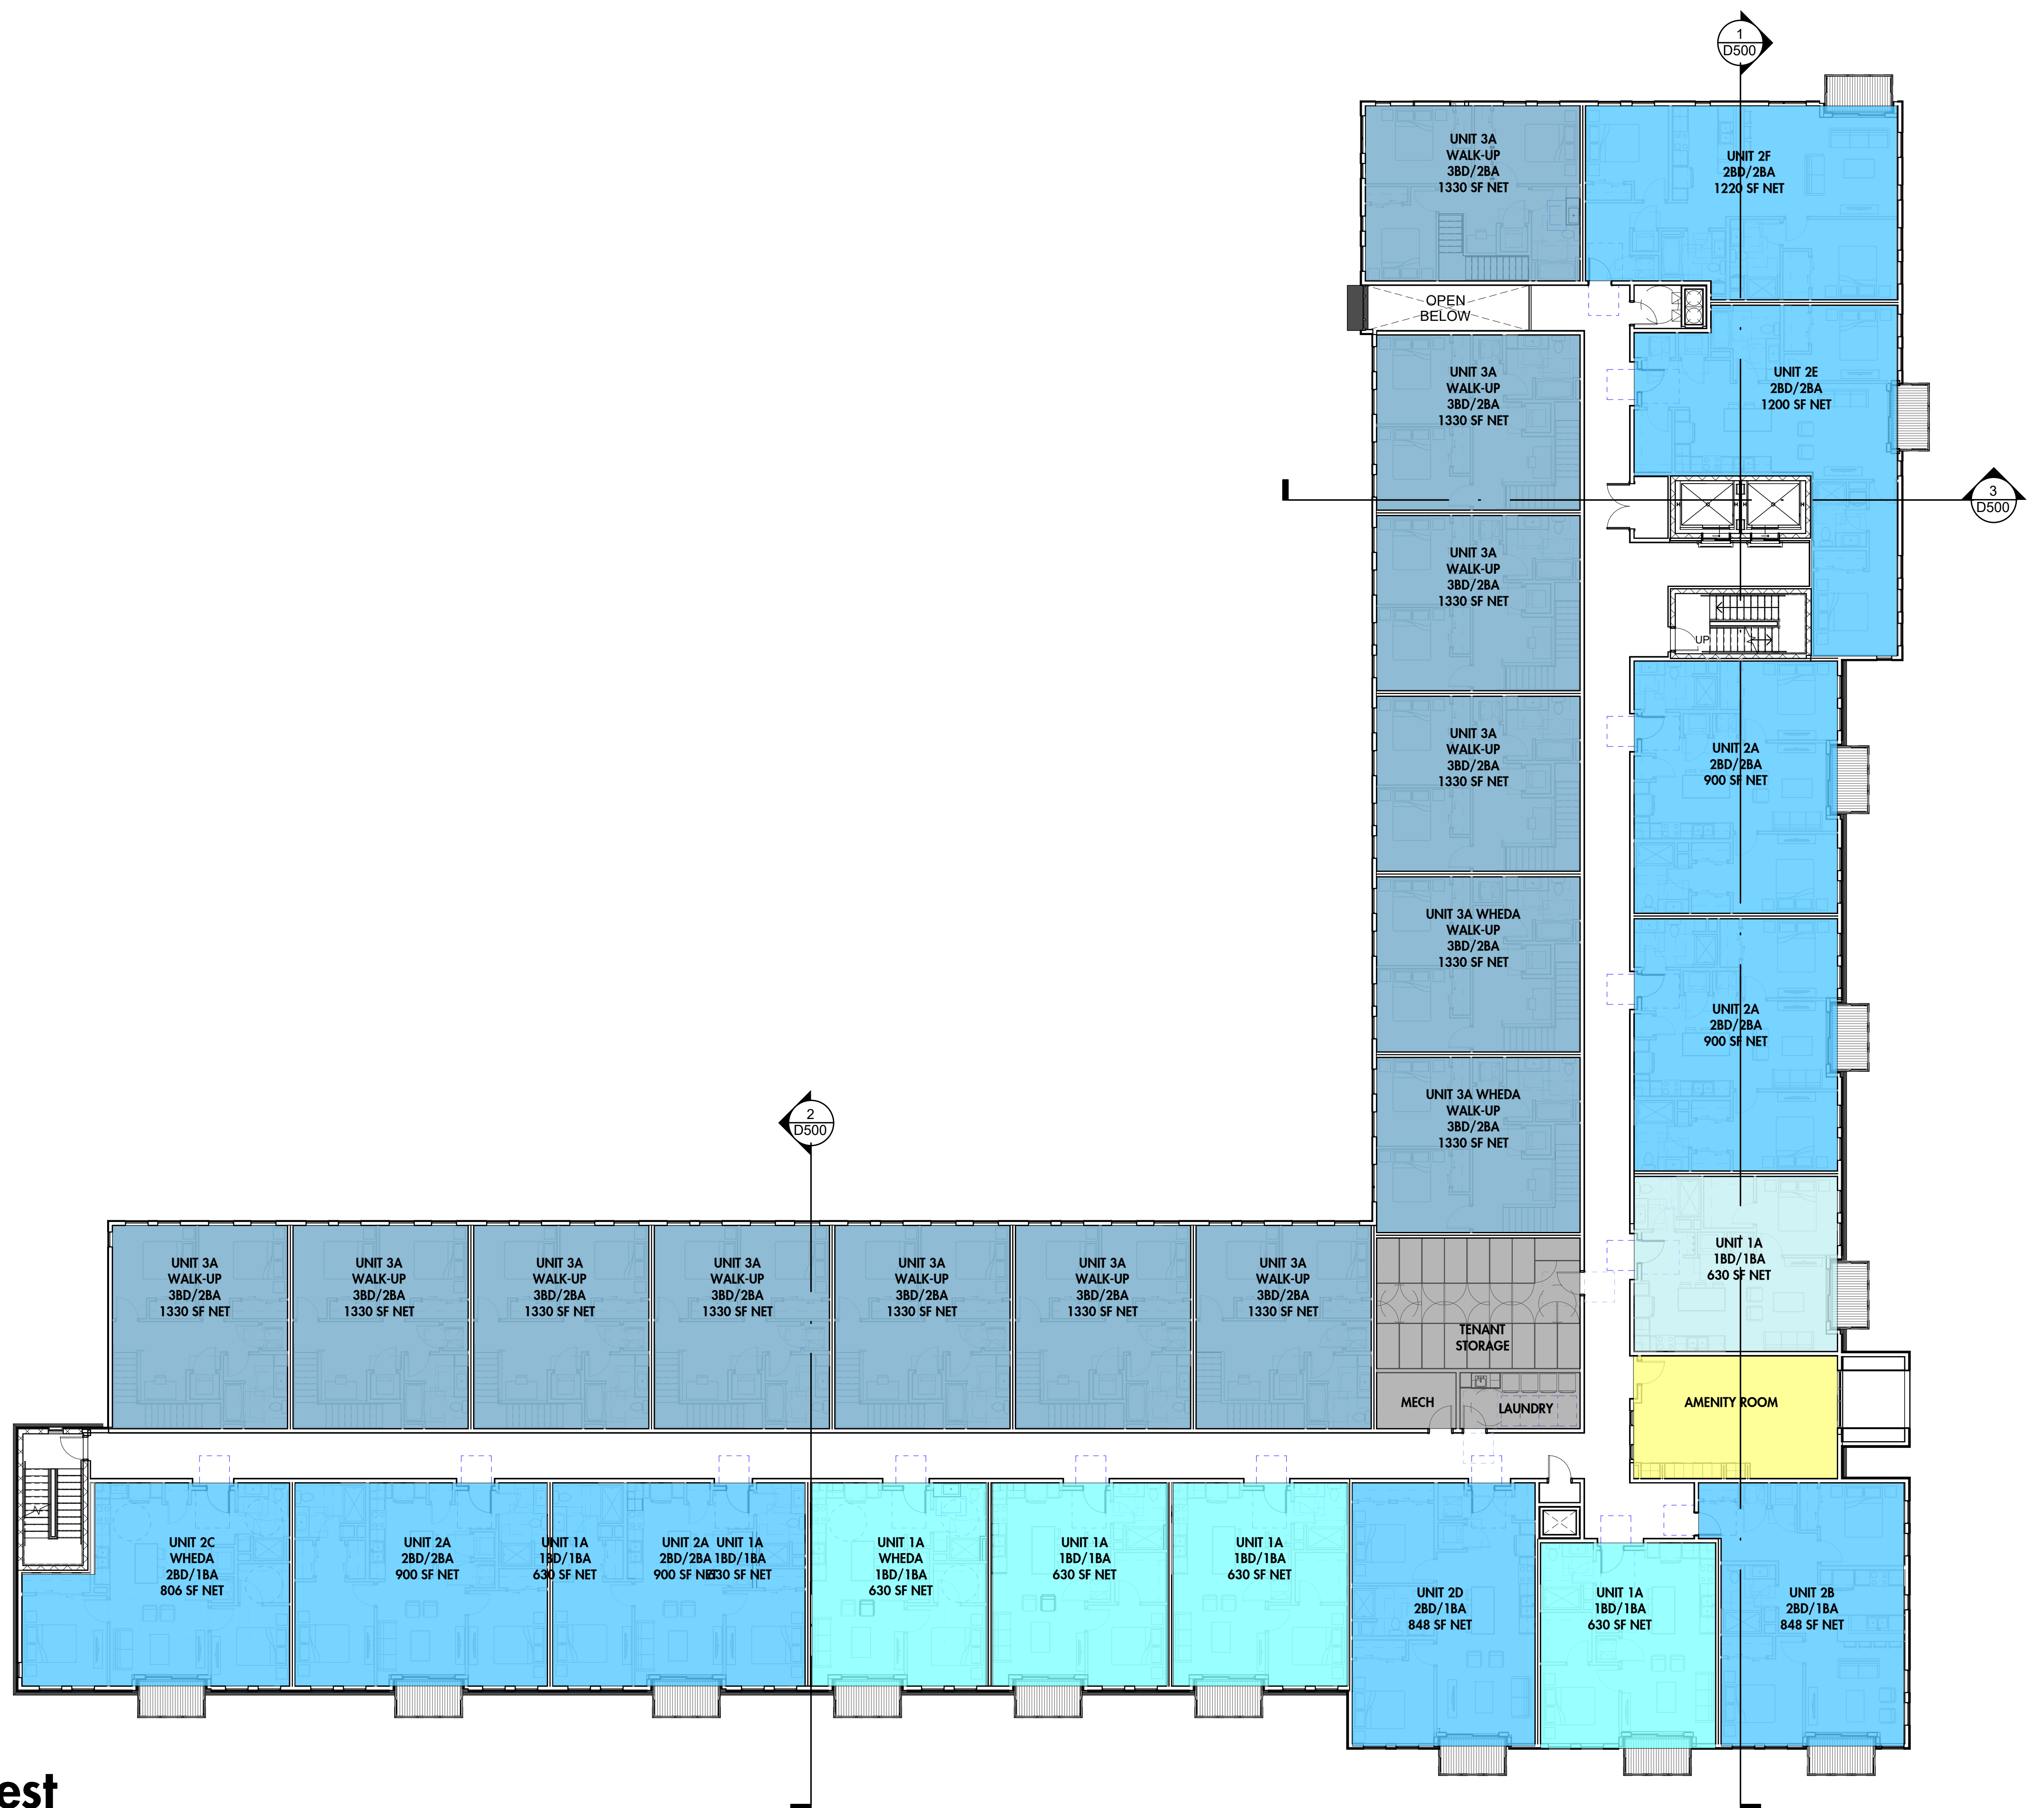 1
D500
UNIT 3A
WALK-UP
3BD/2BA
1330 SF NET
UNIT 2F
2BD/2BA
1220 SF NET
OPEN
BELOW
UNIT 3A
WALK-UP
3BD/2BA
1330 SF NET
UNIT 2E
2BD/2BA
1200 SF NET
3
D500
UNIT 3A
WALK-UP
3BD/2BA
1330 SF NET
UP
UNIT 3A
WALK-UP
3BD/2BA
1330 SF NET
UNIT 2A
2BD/2BA
900 SF NET
UNIT 3A WHEDA
WALK-UP
3BD/2BA
1330 SF NET
UNIT 2A
2BD/2BA
900 SF NET
UNIT 3A WHEDA
WALK-UP
3BD/2BA
1330 SF NET
2
D500
UNIT 3A
WALK-UP
3BD/2BA
1330 SF NET
UNIT 3A
WALK-UP
3BD/2BA
1330 SF NET
UNIT 3A
WALK-UP
3BD/2BA
1330 SF NET
UNIT 3A
WALK-UP
3BD/2BA
1330 SF NET
UNIT 3A
WALK-UP
3BD/2BA
1330 SF NET
UNIT 3A
WALK-UP
3BD/2BA
1330 SF NET
UNIT 3A
WALK-UP
3BD/2BA
1330 SF NET
UNIT 1A
1BD/1BA
630 SF NET
TENANT
STORAGE
MECH
LAUNDRY
AMENITY ROOM
UNIT 2C
WHEDA
2BD/1BA
806 SF NET
UNIT 2A
2BD/2BA
900 SF NET
UNIT 1A
1BD/1BA
630 SF NET
UNIT 2A
2BD/2BA
900 SF NET
UNIT 1A
1BD/1BA
630 SF NET
UNIT 1A
WHEDA
1BD/1BA
630 SF NET
UNIT 1A
1BD/1BA
630 SF NET
UNIT 1A
1BD/1BA
630 SF NET
UNIT 2D
2BD/1BA
848 SF NET
UNIT 1A
1BD/1BA
630 SF NET
UNIT 2B
2BD/1BA
848 SF NET
est